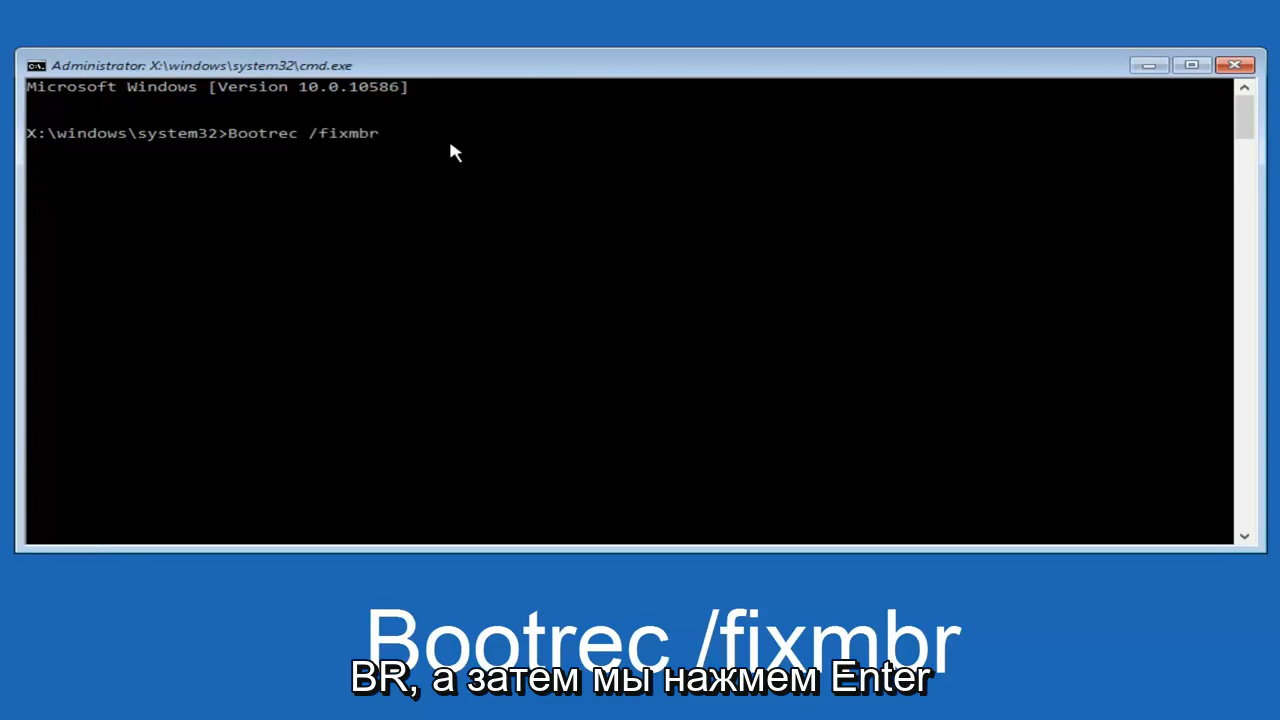 Administrator: X:\windows\system32\cmd.exe
Microsoft Windows [Version 10.0.10586]
X:\windows\system32>Bootrec /fixmbr
Bootrec /fixmbr
BR, а затем мы нажмем Enter